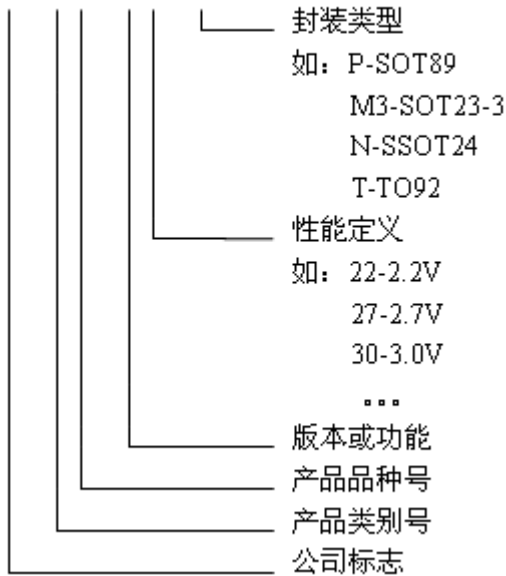 封装类型
如：P-SOT89
M3-SOT23-3
N-SSOT24
T-TO92
性能定义
如：22-2.2V
27-2.7V
30-3.0V
。。。
版本或功能
产品品种号
产品类别号
公司标志